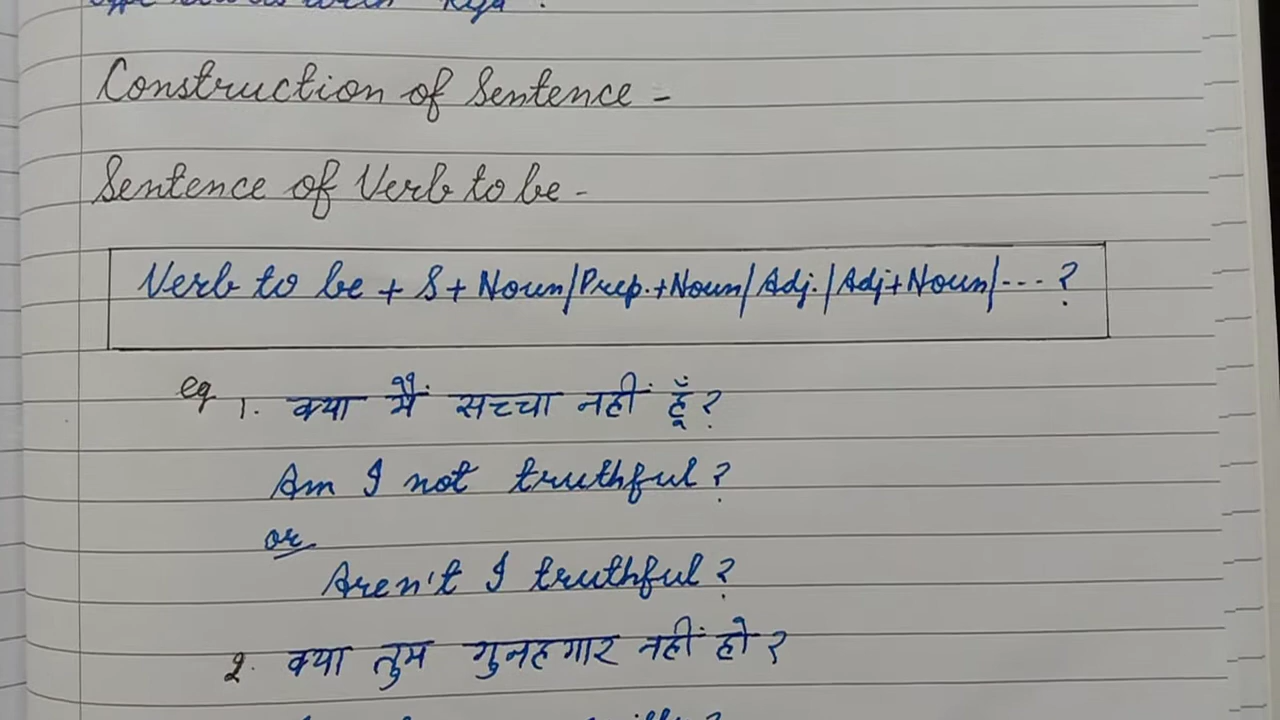 Construction of Sentence -
Sentence of Verb to be -
Verb to be + S + Noun/Prep.+Noun/Adj./Adj+Noun/--- ?
eg 1. क्या मैं सच्चा नहीं हूँ?
Am I not truthful?
or
Aren't I truthful?
2. क्या तुम गुनहगार नहीं हो?